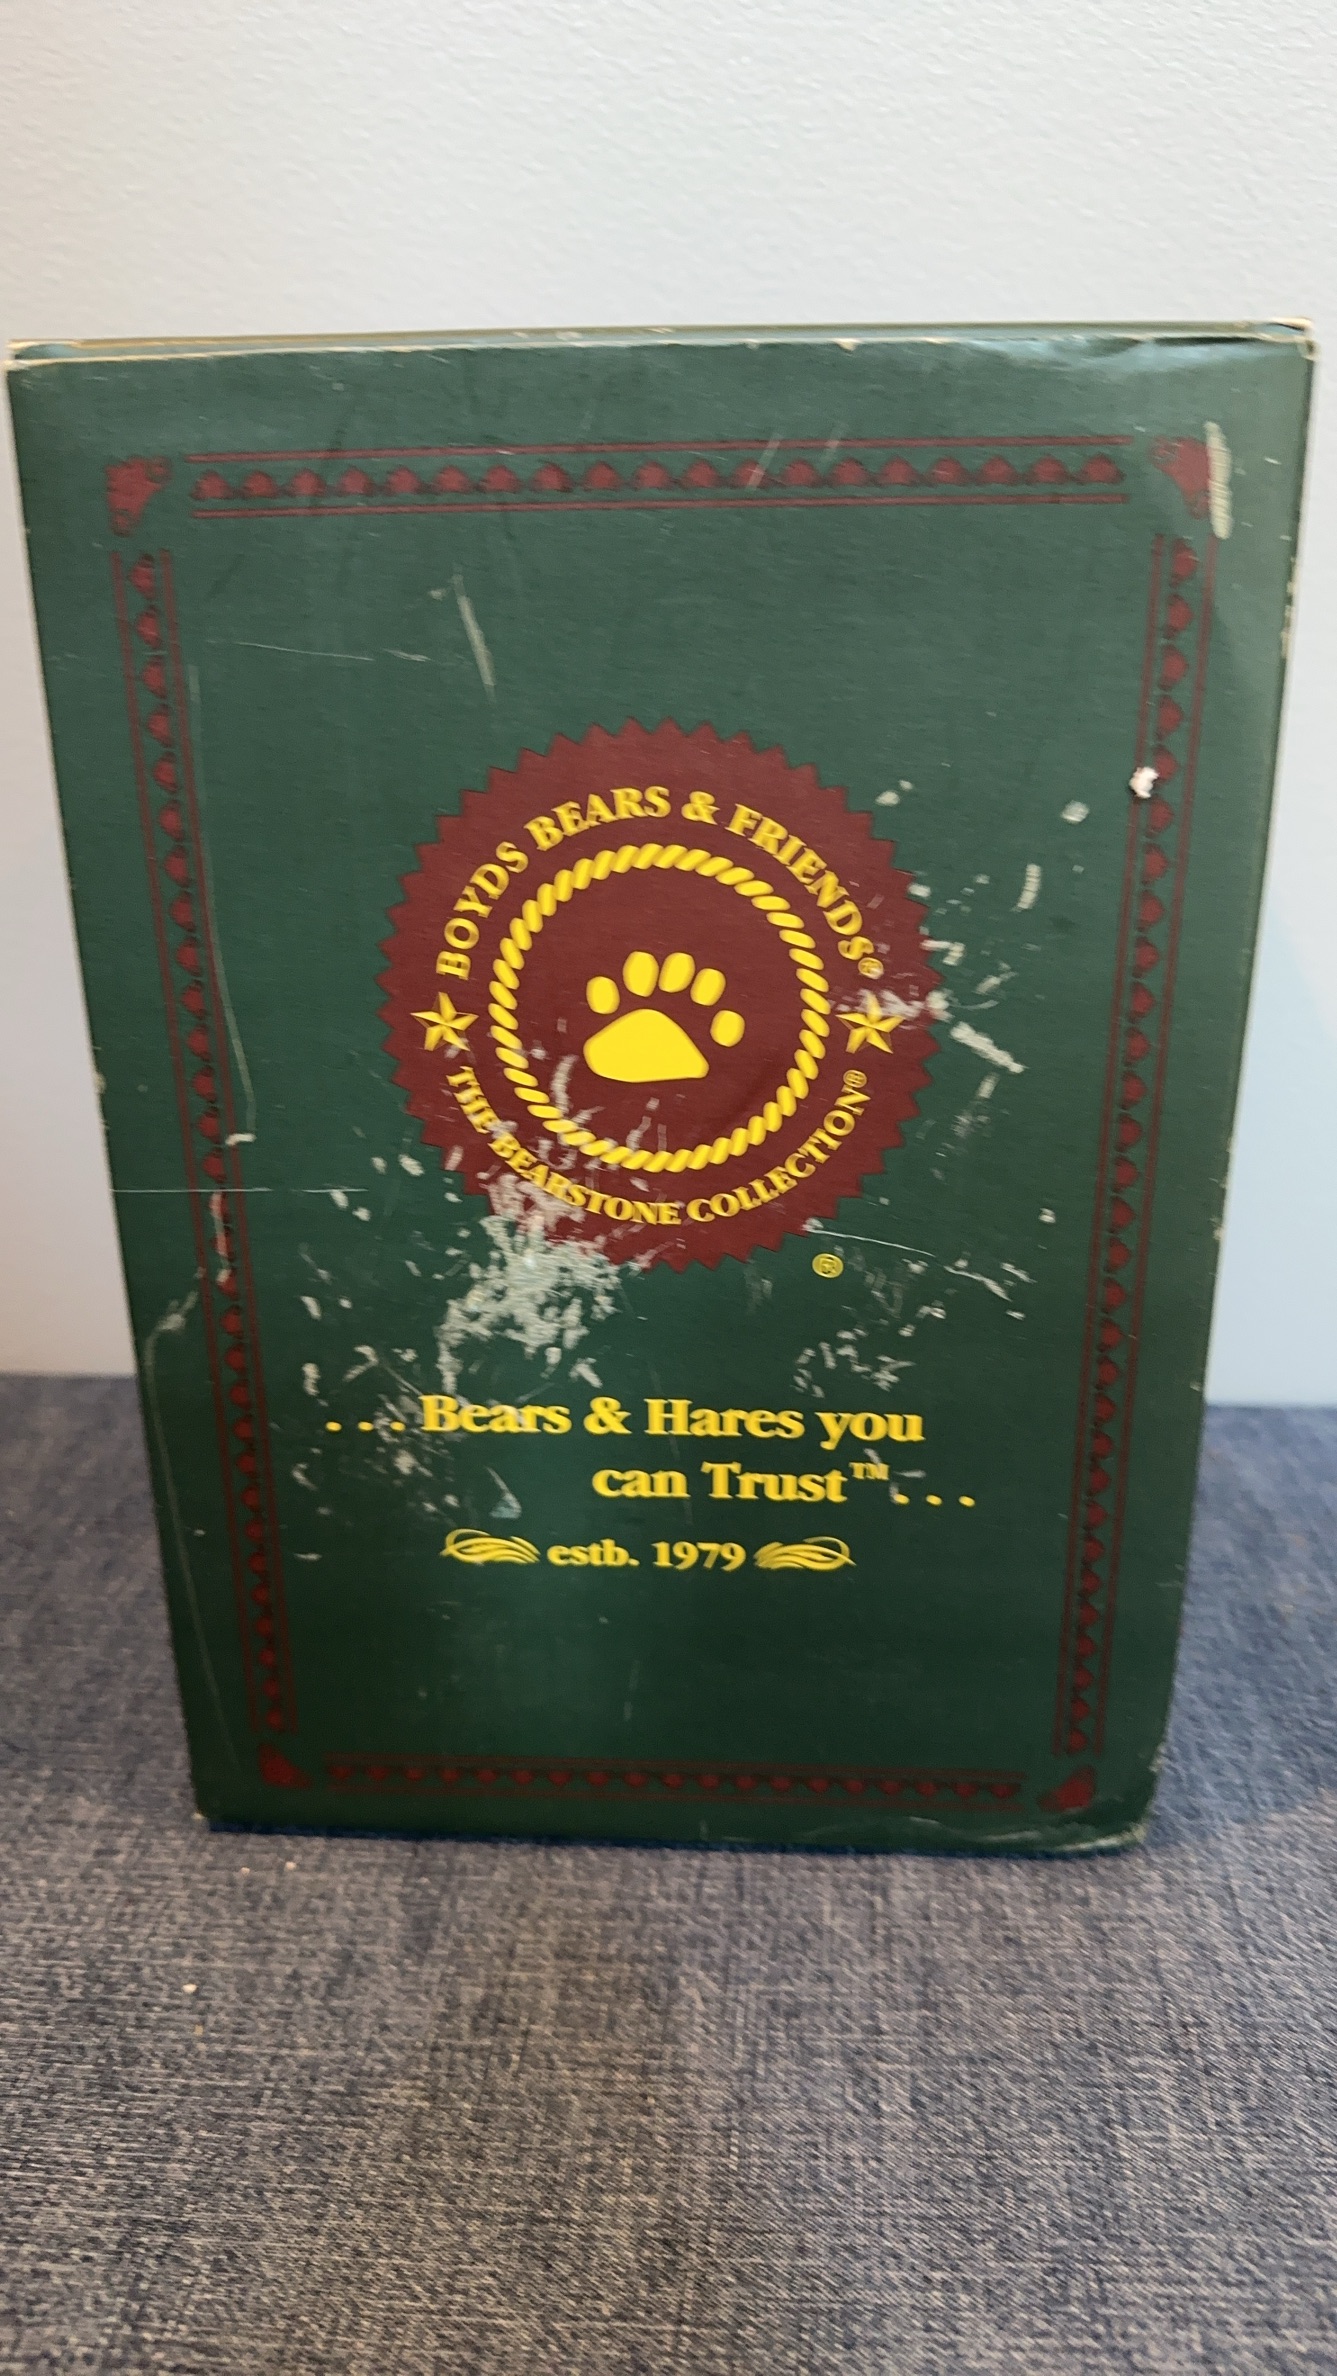 BOYDS BEARS & FRIENDS®
THE BEARSTONE COLLECTION®
®
. . . Bears & Hares you
can Trust™. . .
estb. 1979